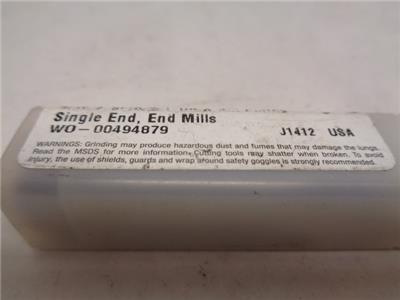 Single End, End Mills
WO-00494879 J1412 USA
WARNINGS: Grinding may produce hazardous dust and fumes that may damage the lungs.
Read the MSDS for more information. Cutting tools may shatter when broken. To avoid
injury, the use of shields, guards and wrap around safety goggles is strongly recommended.